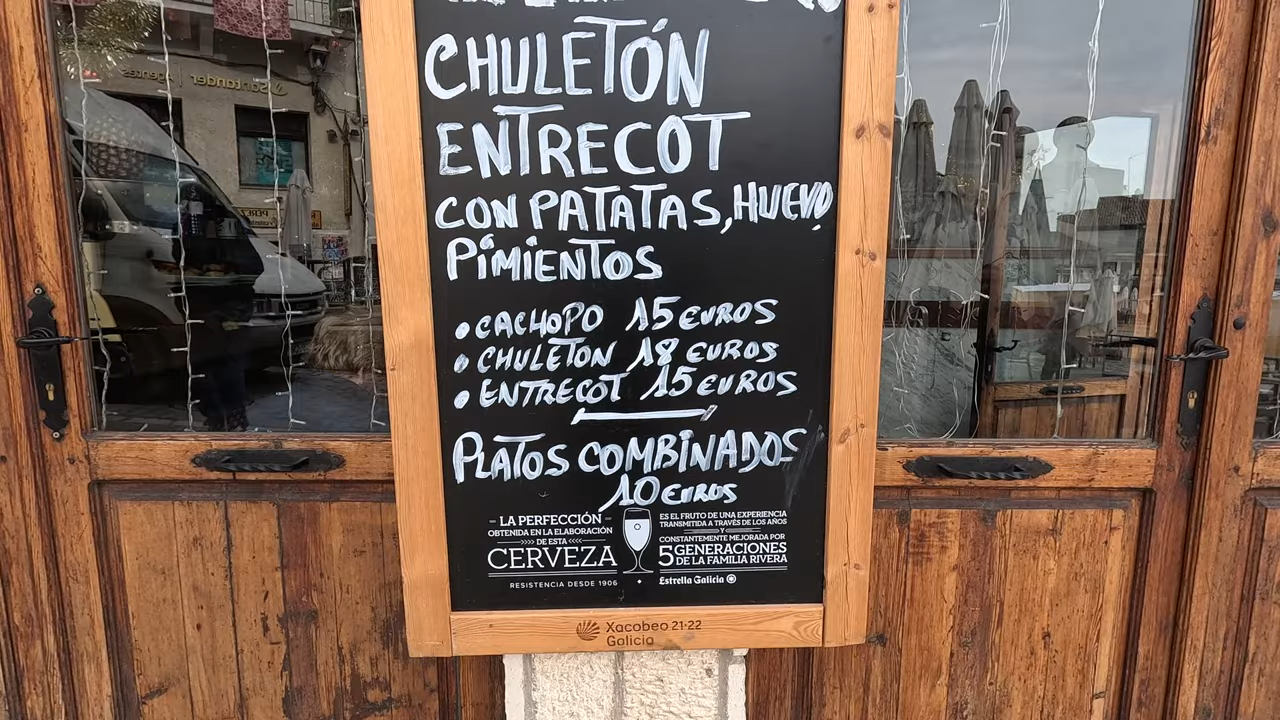 CHULETÓN
ENTRECOT
CON PATATAS, HUEVO,
PIMIENTOS
• CACHOPO 15 EUROS
• CHULETON 18 EUROS
• ENTRECOT 15 EUROS
PLATOS COMBINADOS
10 EUROS
LA PERFECCIÓN
OBTENIDA EN LA ELABORACIÓN
DE ESTA
CERVEZA
RESISTENCIA DESDE 1906
ES EL FRUTO DE UNA EXPERIENCIA
TRANSMITIDA A TRAVÉS DE LOS AÑOS
Y
CONSTANTEMENTE MEJORADA POR
5 GENERACIONES
DE LA FAMILIA RIVERA
Estrella Galicia
Xacobeo 21·22
Galicia
Santander Agentes